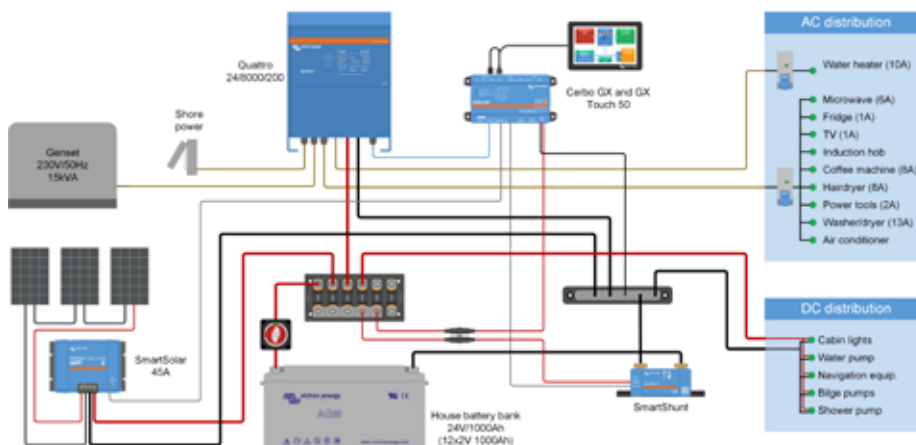 AC distribution
Water heater (10A)
Microwave (6A)
Fridge (1A)
TV (1A)
Induction hob
Coffee machine (8A)
Hairdryer (8A)
Power tools (2A)
Washer/dryer (13A)
Air conditioner
Quattro
24/8000/200
Cerbo GX and GX
Touch 50
Shore
power
Genset
230V/50Hz
15kVA
SmartSolar
45A
AGM
House battery bank
24V/1000Ah
(12x2V 1000Ah)
SmartShunt
DC distribution
Cabin lights
Water pump
Navigation equip.
Bilge pumps
Shower pump